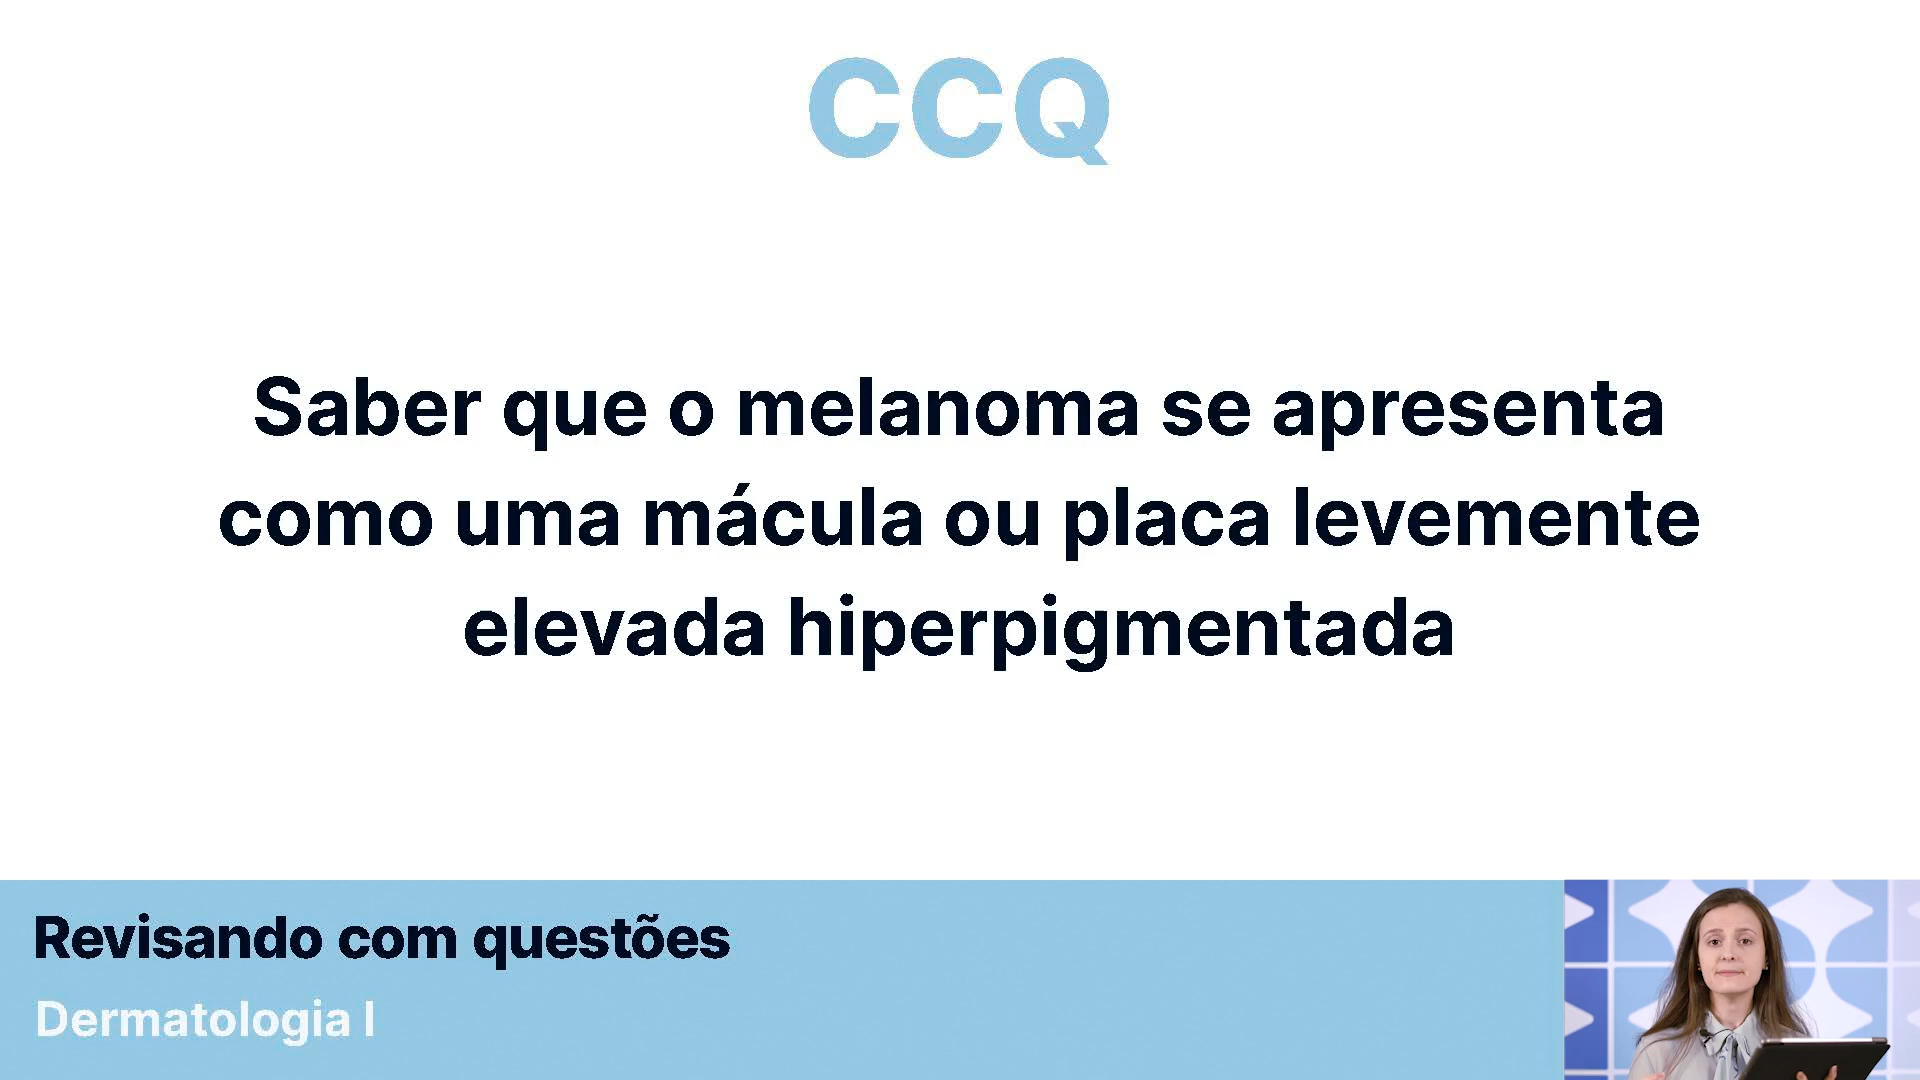 CCQ
Saber que o melanoma se apresenta
como uma mácula ou placa levemente
elevada hiperpigmentada
Revisando com questões
Dermatologia I